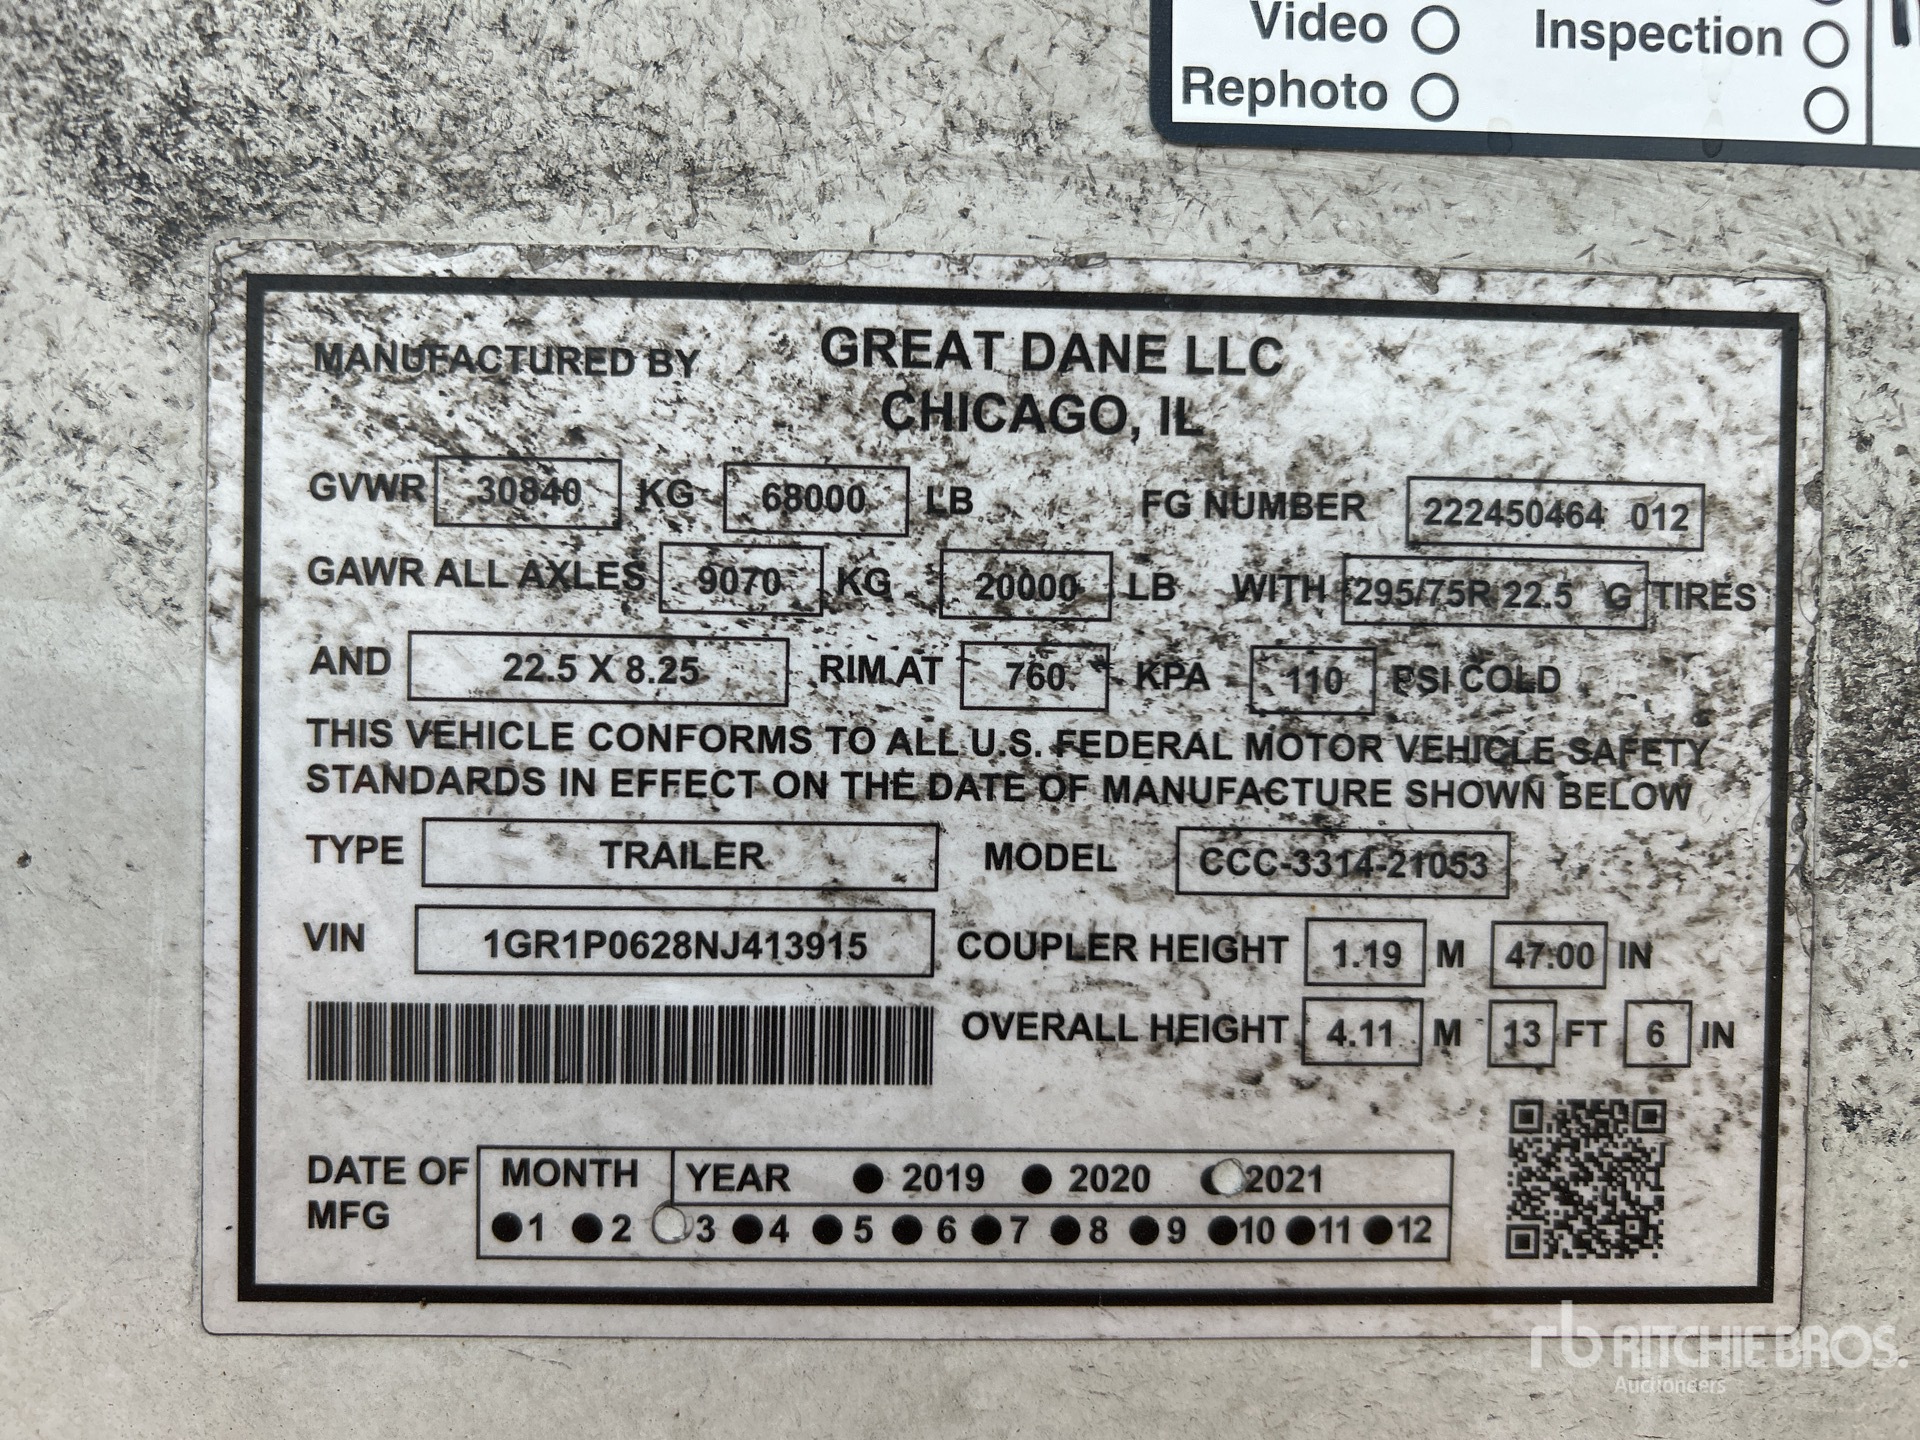 Video Inspection
Rephoto
MANUFACTURED BY GREAT DANE LLC
CHICAGO, IL
GVWR 30840 KG 68000 LB FG NUMBER 222450464 012
GAWR ALL AXLES 9070 KG 20000 LB WITH 295/75R 22.5 G TIRES
AND 22.5 X 8.25 RIM AT 760 KPA 110 PSI COLD
THIS VEHICLE CONFORMS TO ALL U.S. FEDERAL MOTOR VEHICLE SAFETY
STANDARDS IN EFFECT ON THE DATE OF MANUFACTURE SHOWN BELOW
TYPE TRAILER MODEL CCC-3314-21053
VIN 1GR1P0628NJ413915 COUPLER HEIGHT 1.19 M 47.00 IN
OVERALL HEIGHT 4.11 M 13 FT 6 IN
DATE OF MFG MONTH YEAR 2019 2020 2021
1 2 3 4 5 6 7 8 9 10 11 12
rb RITCHIE BROS.
Auctioneers